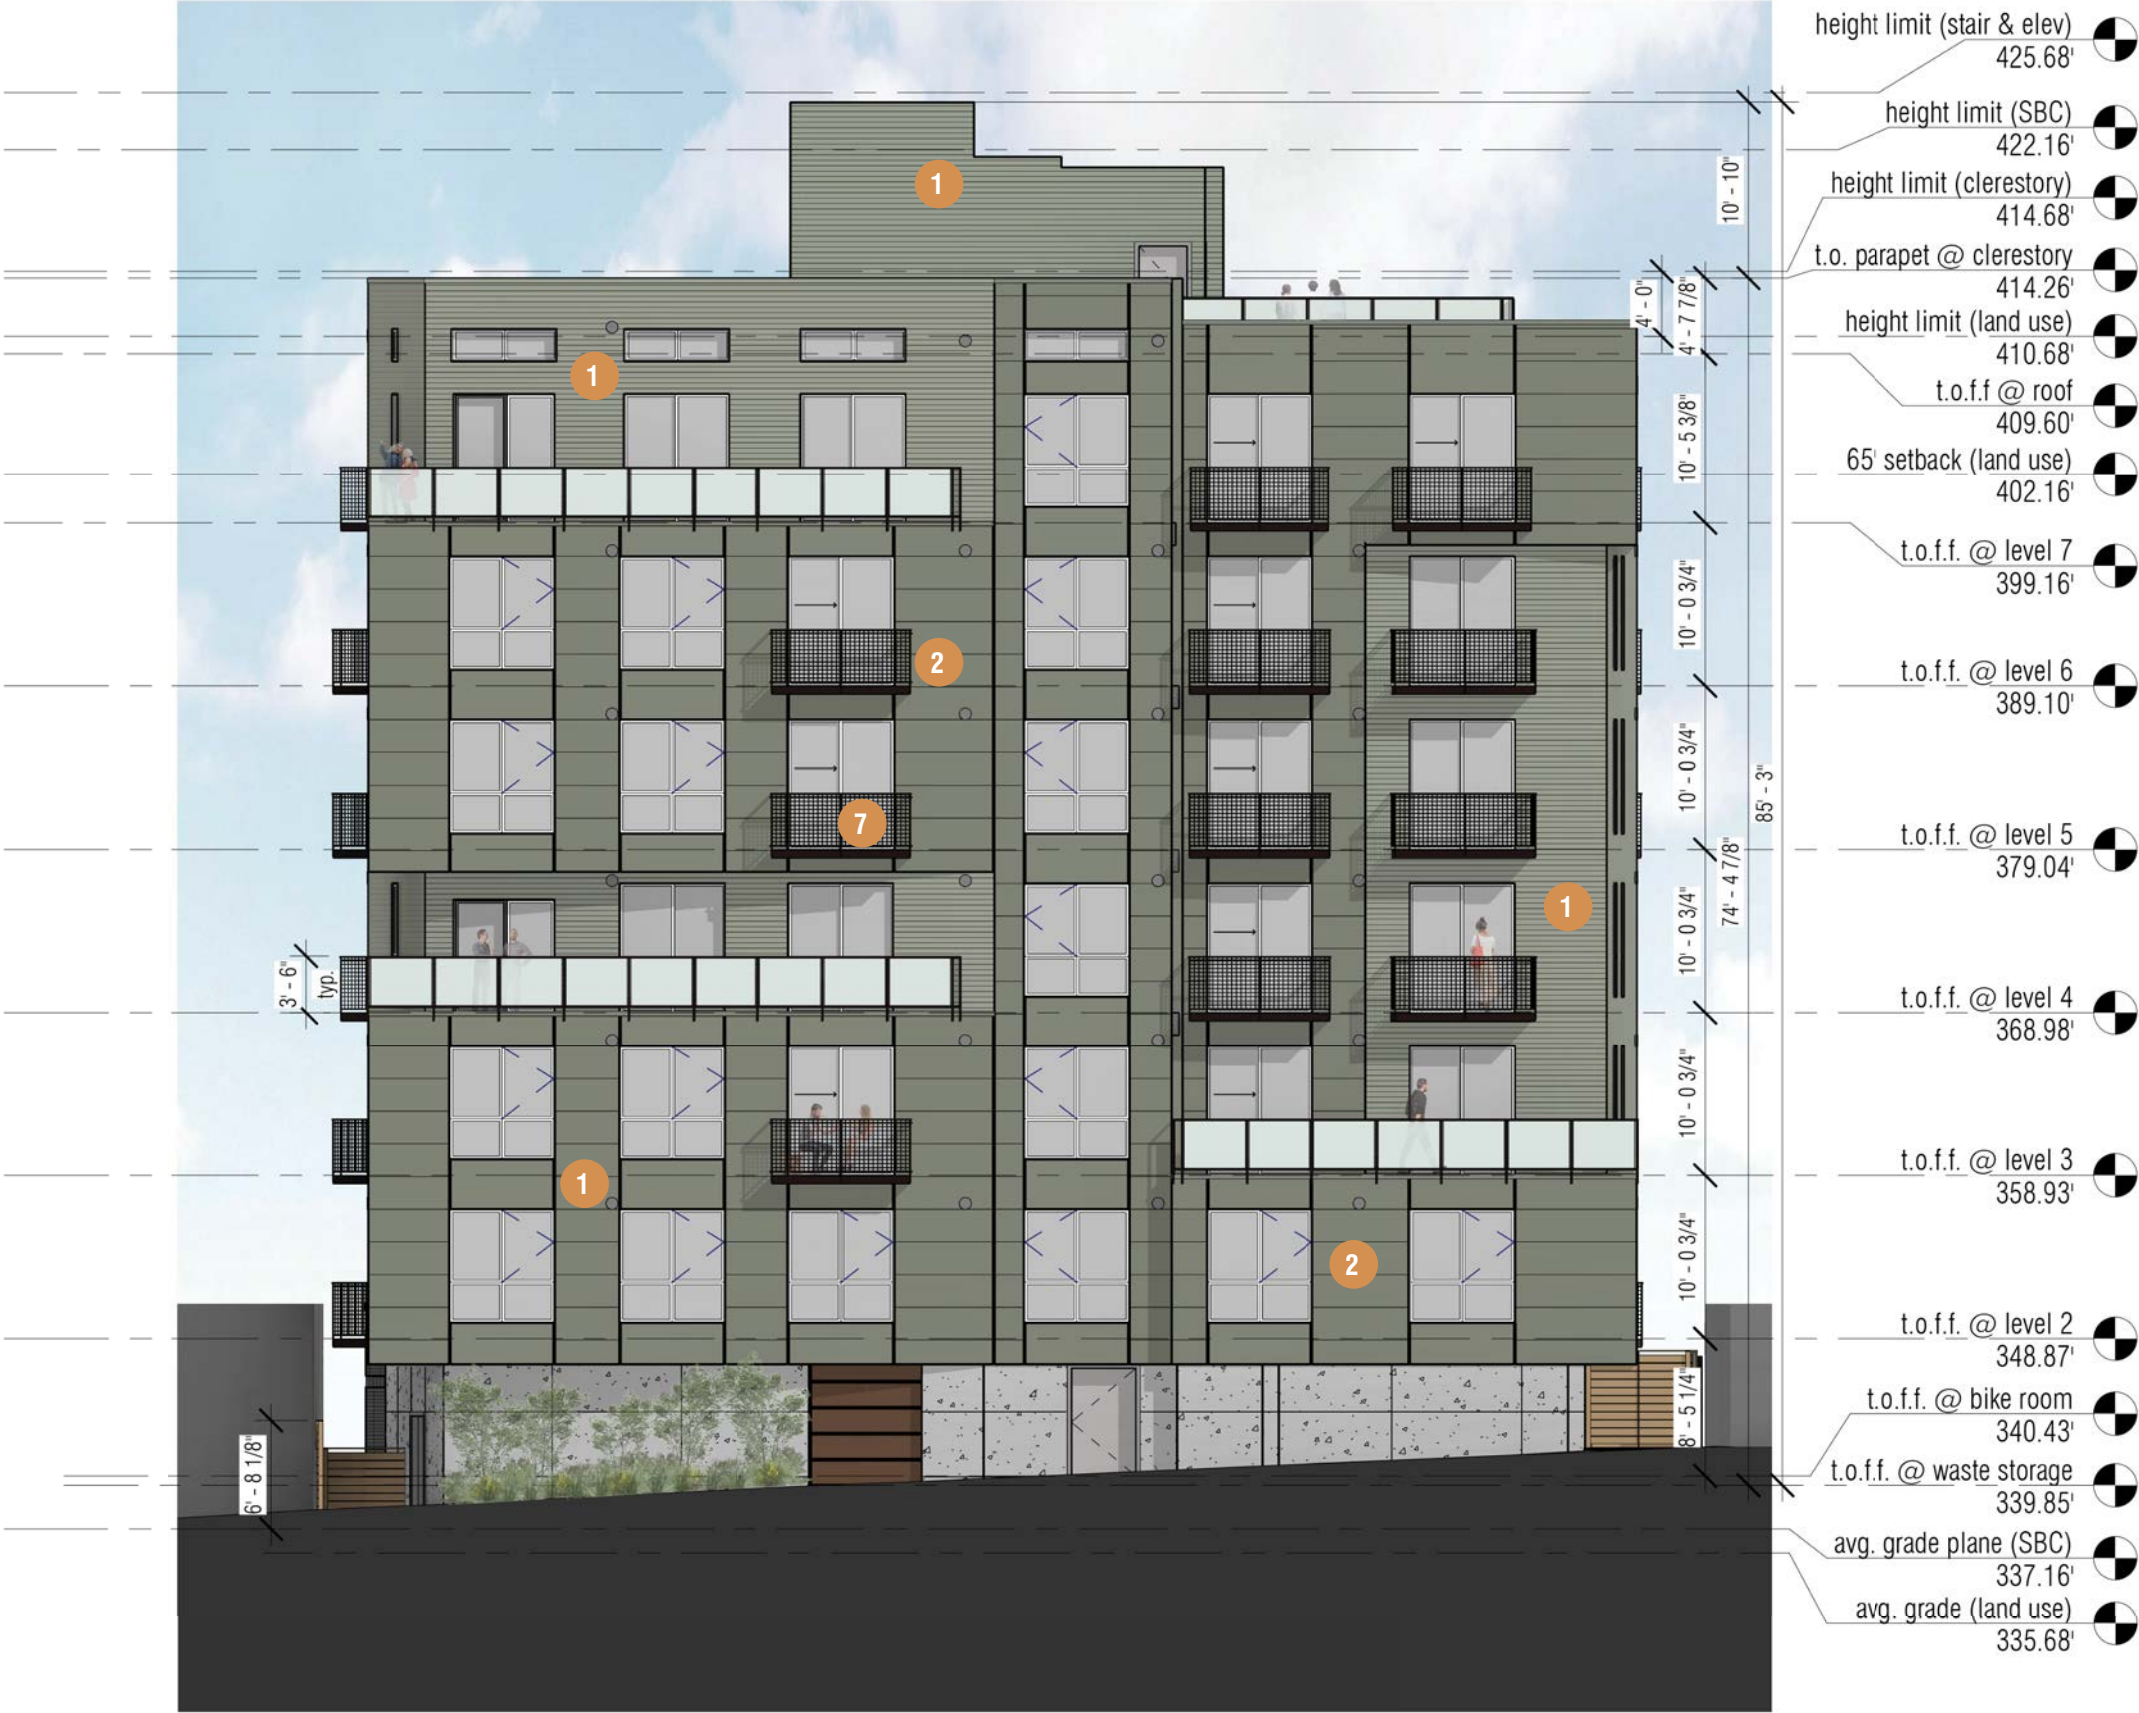 height limit (stair & elev)
425.68'
height limit (SBC)
422.16'
height limit (clerestory)
414.68'
t.o. parapet @ clerestory
414.26'
height limit (land use)
410.68'
t.o.f.f @ roof
409.60'
65' setback (land use)
402.16'
t.o.f.f. @ level 7
399.16'
t.o.f.f. @ level 6
389.10'
t.o.f.f. @ level 5
379.04'
t.o.f.f. @ level 4
368.98'
t.o.f.f. @ level 3
358.93'
t.o.f.f. @ level 2
348.87'
t.o.f.f. @ bike room
340.43'
t.o.f.f. @ waste storage
339.85'
avg. grade plane (SBC)
337.16'
avg. grade (land use)
335.68'
10' - 10"
4' - 0"
4' - 7 7/8"
10' - 5 3/8"
10' - 0 3/4"
10' - 0 3/4"
10' - 0 3/4"
10' - 0 3/4"
10' - 0 3/4"
8' - 5 1/4"
74' - 4 7/8"
85' - 3"
3' - 6"
typ.
6' - 8 1/8"
1
1
2
7
1
1
2